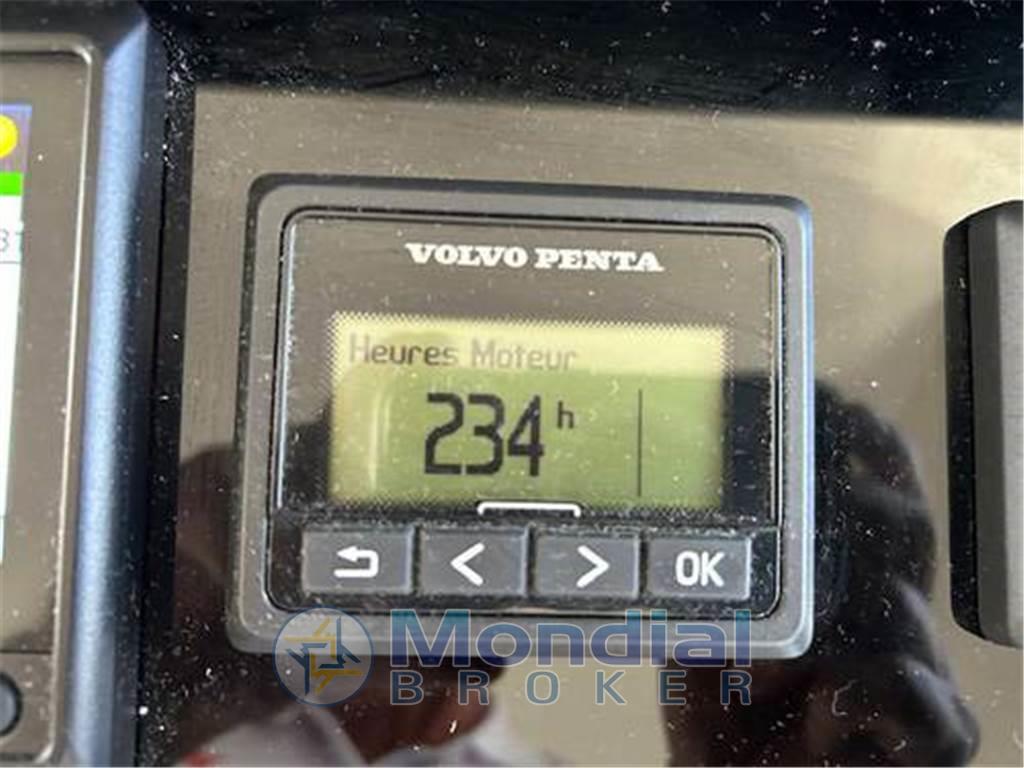 VOLVO PENTA
Heures Moteur
234 h
OK
Mondial
BROKER